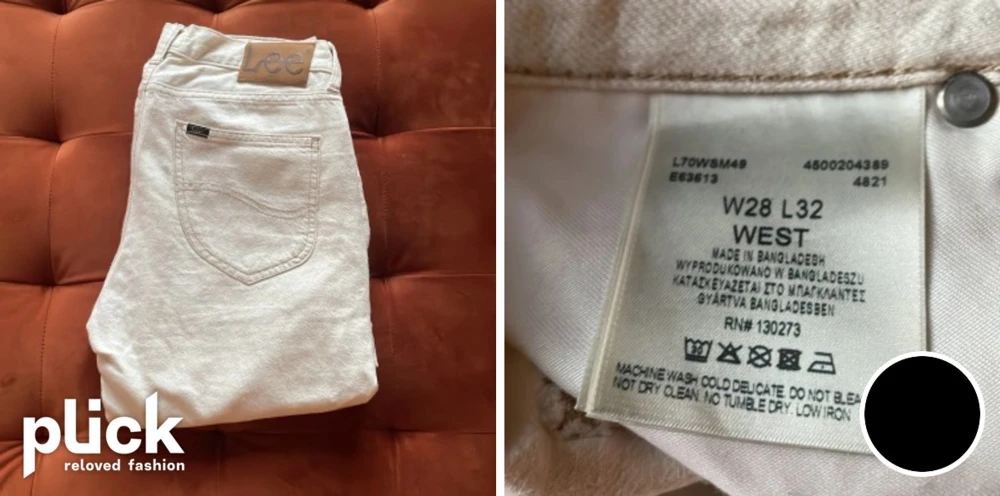 Lee
plick
reloved fashion
L70WSM49 4500204389
E63613 4821
W28 L32
WEST
MADE IN BANGLADESH
WYPRODUKOWANO W BANGLADESZU
ΚΑΤΑΣΚΕΥΑΖΕΤΑΙ ΣΤΟ ΜΠΑΓΚΛΑΝΤΕΣ
GYÁRTVA BANGLADESBEN
RN# 130273
MACHINE WASH COLD DELICATE. DO NOT BLEA
NOT DRY CLEAN. NO TUMBLE DRY. LOW IRON